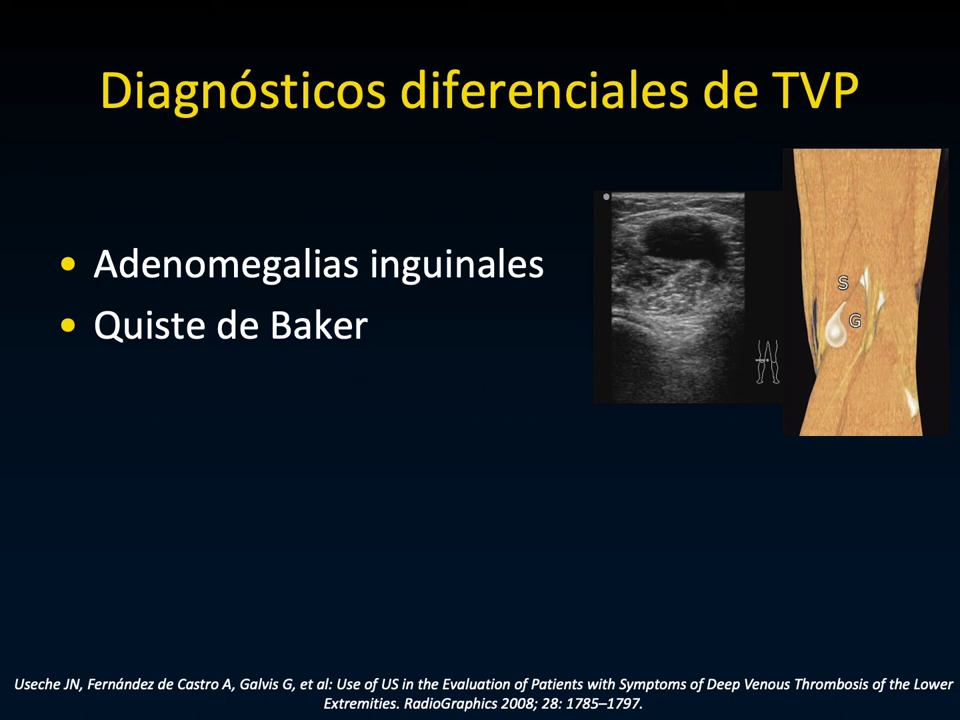 Diagnósticos diferenciales de TVP
• Adenomegalias inguinales
• Quiste de Baker
S
G
Useche JN, Fernández de Castro A, Galvis G, et al: Use of US in the Evaluation of Patients with Symptoms of Deep Venous Thrombosis of the Lower
Extremities. RadioGraphics 2008; 28: 1785–1797.